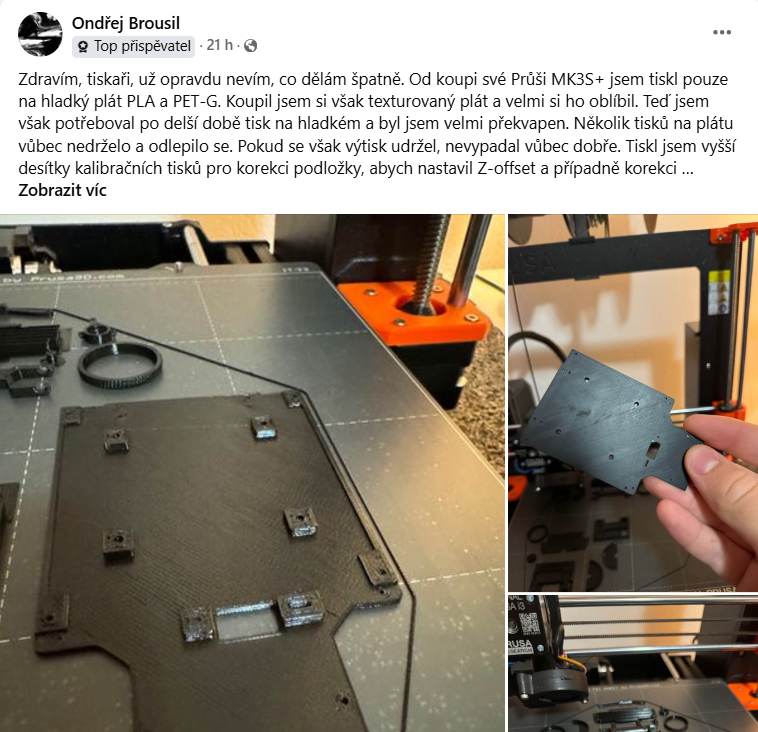 Ondřej Brousil
Top přispěvatel · 21 h ·
Zdravím, tiskaři, už opravdu nevím, co dělám špatně. Od koupi své Průši MK3S+ jsem tiskl pouze
na hladký plát PLA a PET-G. Koupil jsem si však texturovaný plát a velmi si ho oblíbil. Teď jsem
však potřeboval po delší době tisk na hladkém a byl jsem velmi překvapen. Několik tisků na plátu
vůbec nedrželo a odlepilo se. Pokud se však výtisk udržel, nevypadal vůbec dobře. Tiskl jsem vyšší
desítky kalibračních tisků pro korekci podložky, abych nastavil Z-offset a případně korekci ...
Zobrazit víc
by Prusa3D.com